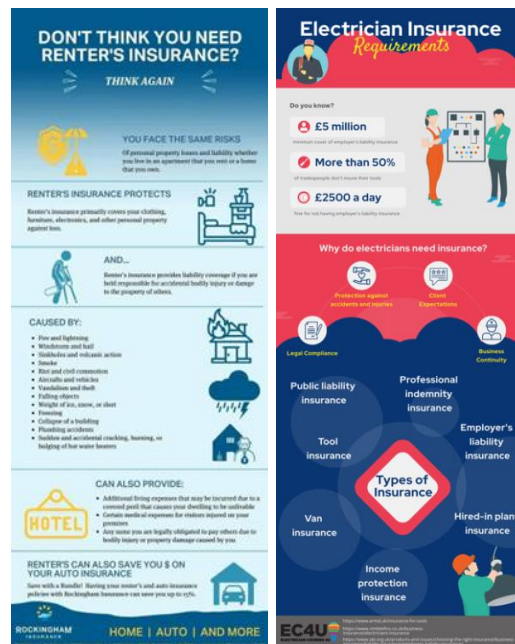 DON'T THINK YOU NEED
RENTER'S INSURANCE?
THINK AGAIN
YOU FACE THE SAME RISKS
Of personal property losses and liability whether
you live in an apartment that you rent or a home
that you own.
RENTER'S INSURANCE PROTECTS
Renter's insurance primarily covers your clothing,
furniture, electronics, and other personal property
against loss.
AND...
Renter's insurance provides liability coverage if you are
held responsible for accidental bodily injury or damage
to the property of others.
CAUSED BY:
• Fire and lightning
• Windstorm and hail
• Sinkholes and volcanic action
• Smoke
• Riot and civil commotion
• Aircrafts and vehicles
• Vandalism and theft
• Falling objects
• Weight of ice, snow, or sleet
• Freezing
• Collapse of a building
• Plumbing accidents
• Sudden and accidental cracking, burning, or
bulging of hot water heaters
CAN ALSO PROVIDE:
• Additional living expenses that may be incurred due to a
covered peril that causes your dwelling to be unlivable
• Certain medical expenses for visitors injured on your
premises
• Any sums you are legally obligated to pay others due to
bodily injury or property damage caused by you
HOTEL
RENTER'S CAN ALSO SAVE YOU $ ON
YOUR AUTO INSURANCE
Save with a Bundle! Having your renter's and auto insurance
policies with Rockingham Insurance can save you up to 15%.
ROCKINGHAM
INSURANCE
HOME | AUTO | AND MORE
Electrician Insurance
Requirements
Do you know?
£5 million
minimum cover of employer's liability insurance
More than 50%
of tradespeople don't insure their tools
£2500 a day
fine for not having employer's liability insurance
Why do electricians need insurance?
Protection against
accidents and injuries
Client
Expectations
Legal Compliance
Business
Continuity
Public liability
insurance
Professional
indemnity
insurance
Tool
insurance
Employer's
liability
insurance
Types of
Insurance
Van
insurance
Hired-in plant
insurance
Income
protection
insurance
EC4U